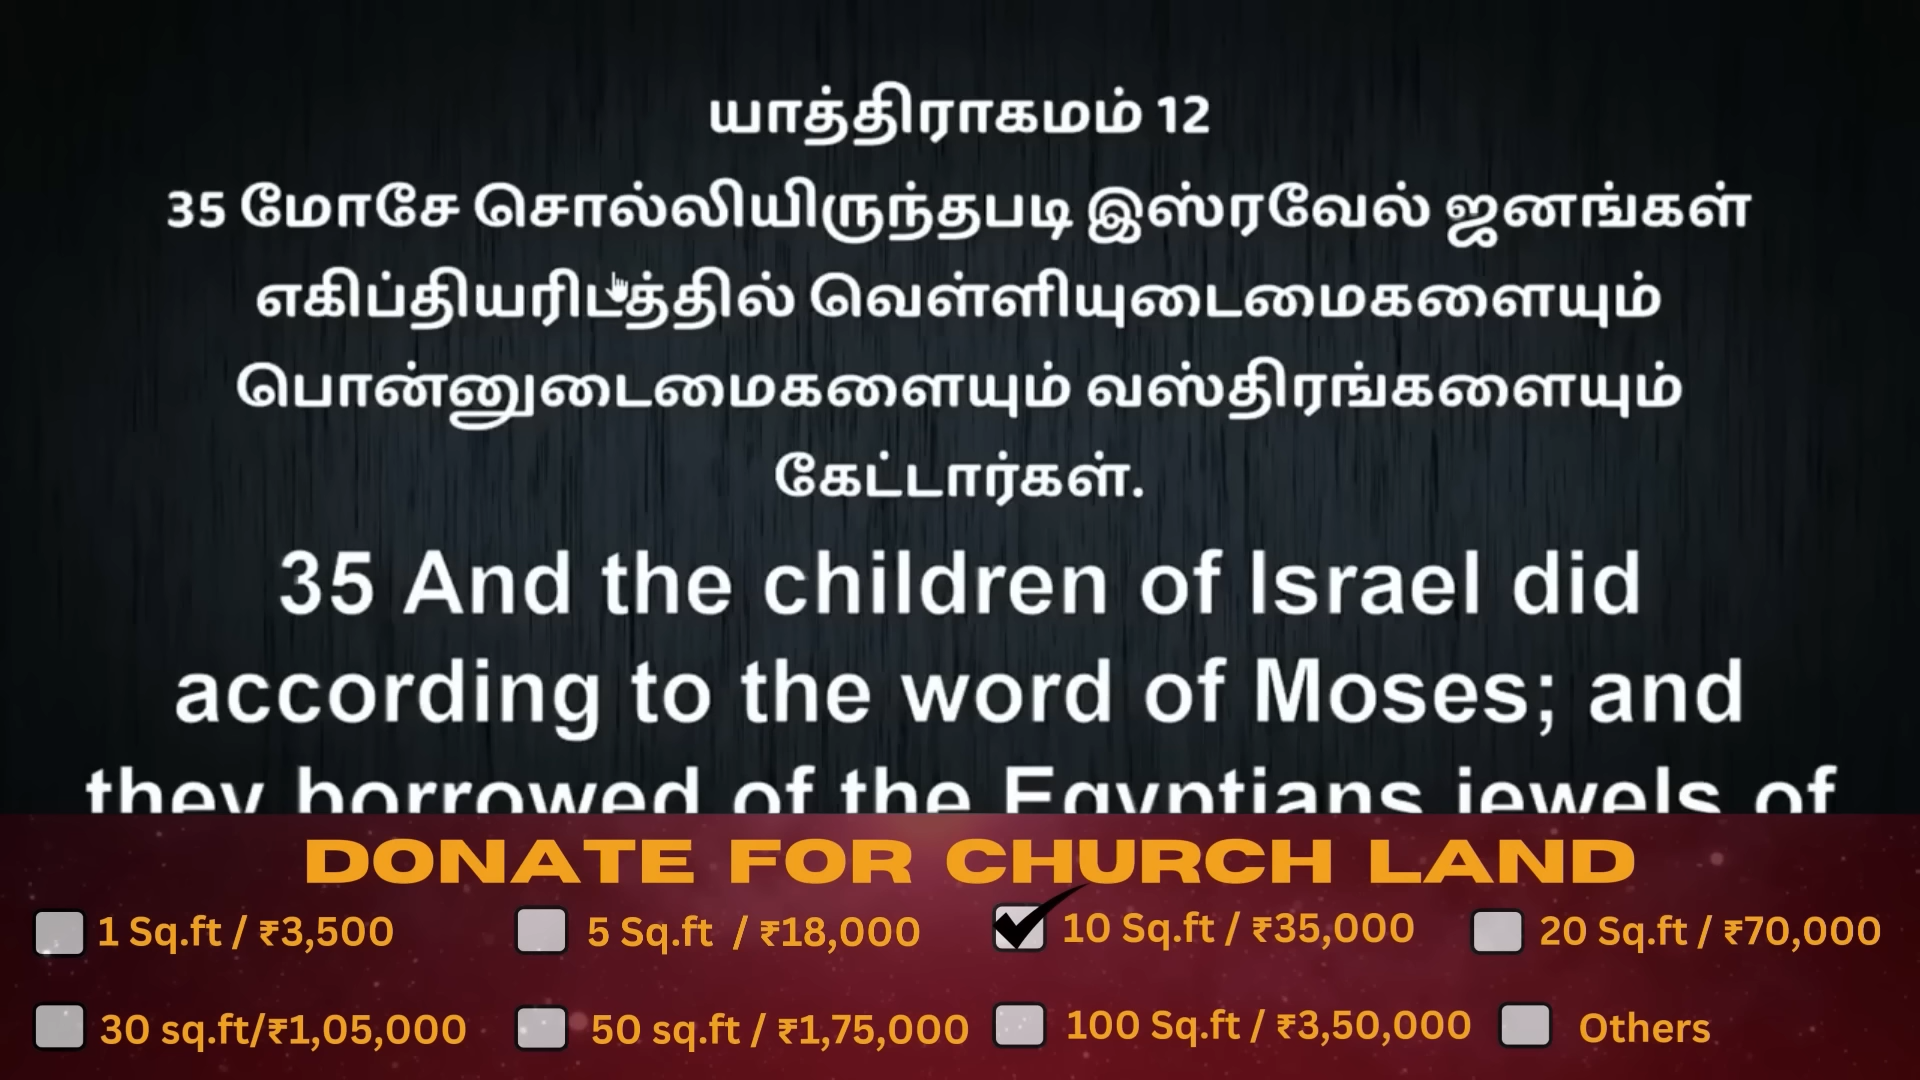 யாத்திராகமம் 12
35 மோசே சொல்லியிருந்தபடி இஸ்ரவேல் ஜனங்கள்
எகிப்தியரிடத்தில் வெள்ளியுடைமைகளையும்
பொன்னுடைமைகளையும் வஸ்திரங்களையும்
கேட்டார்கள்.
35 And the children of Israel did
according to the word of Moses; and
they borrowed of the Egyptians jewels of
DONATE FOR CHURCH LAND
1 Sq.ft / ₹3,500 5 Sq.ft / ₹18,000 10 Sq.ft / ₹35,000 20 Sq.ft / ₹70,000
30 sq.ft/₹1,05,000 50 sq.ft / ₹1,75,000 100 Sq.ft / ₹3,50,000 Others